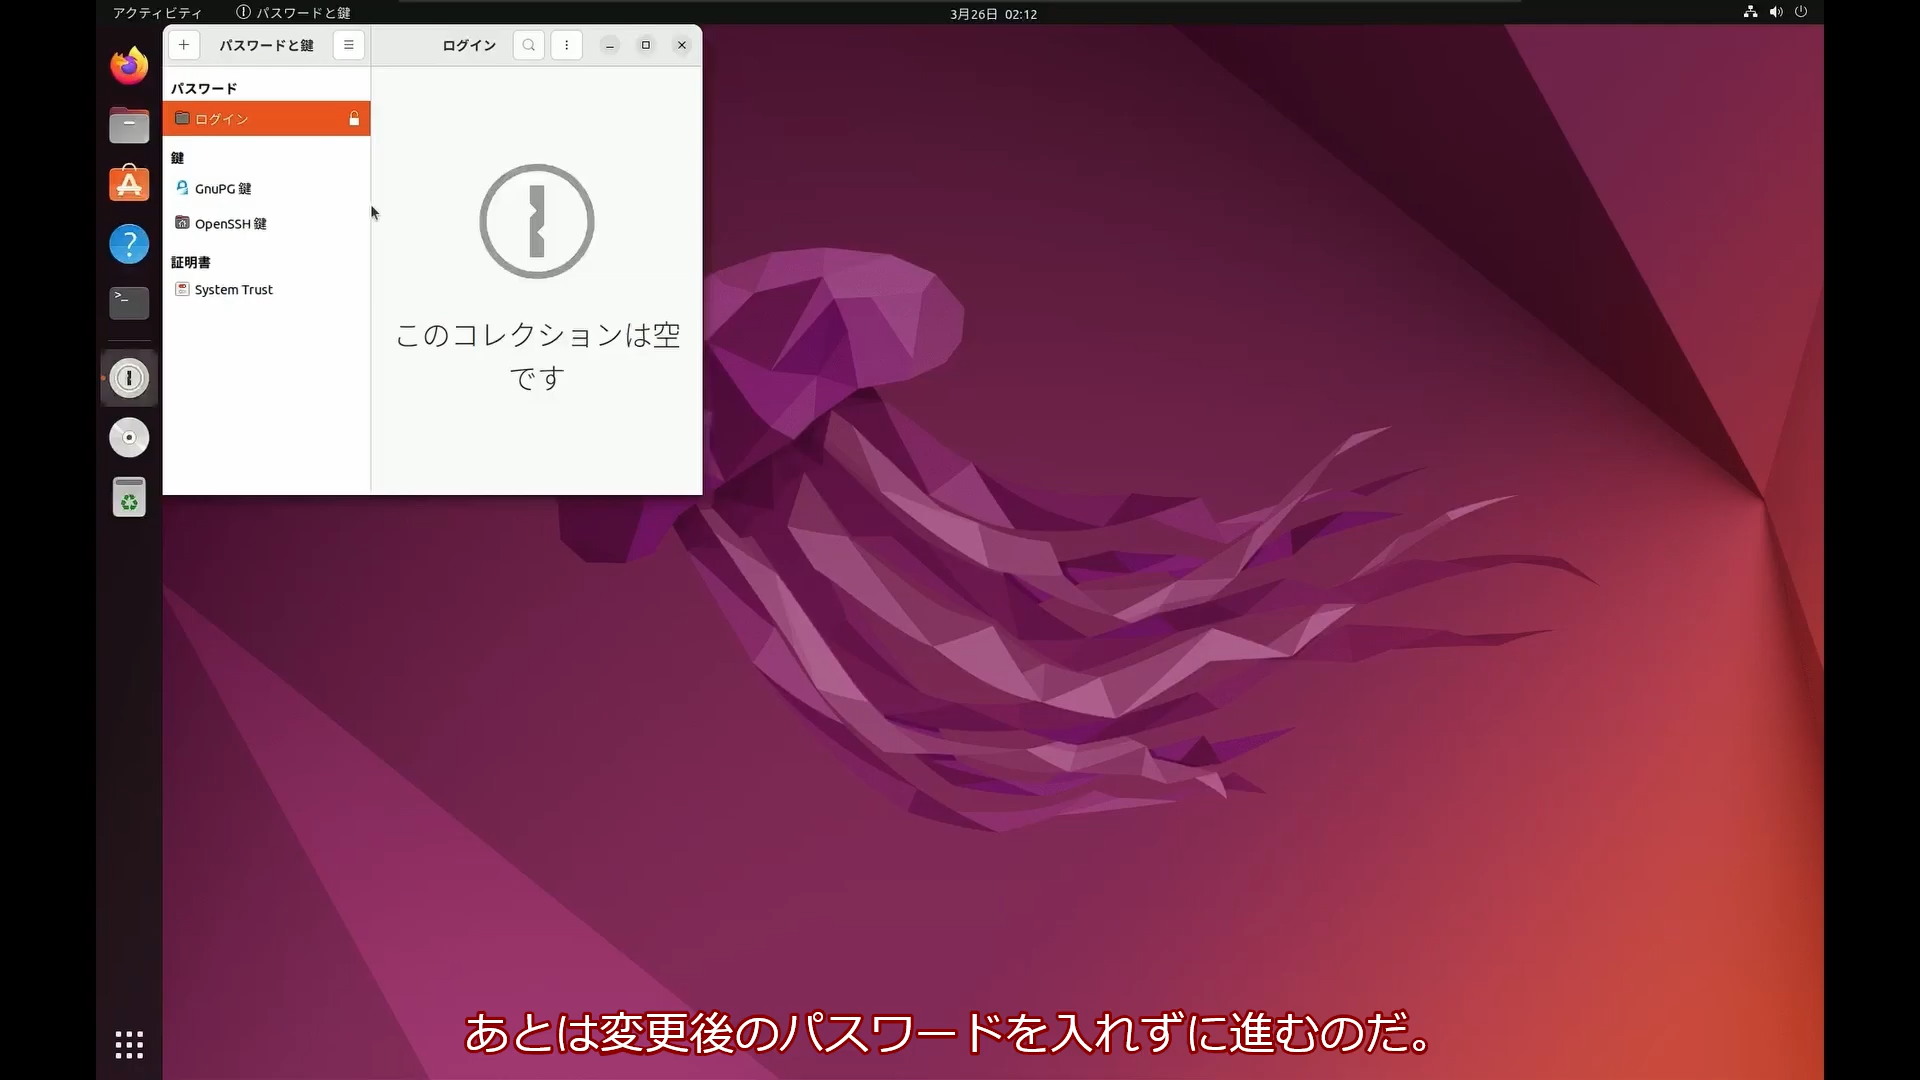 アクティビティ
パスワードと鍵
3月26日 02:12
パスワードと鍵
ログイン
パスワード
ログイン
鍵
GnuPG 鍵
OpenSSH 鍵
証明書
System Trust
このコレクションは空
です
あとは変更後のパスワードを入れずに進むのだ。